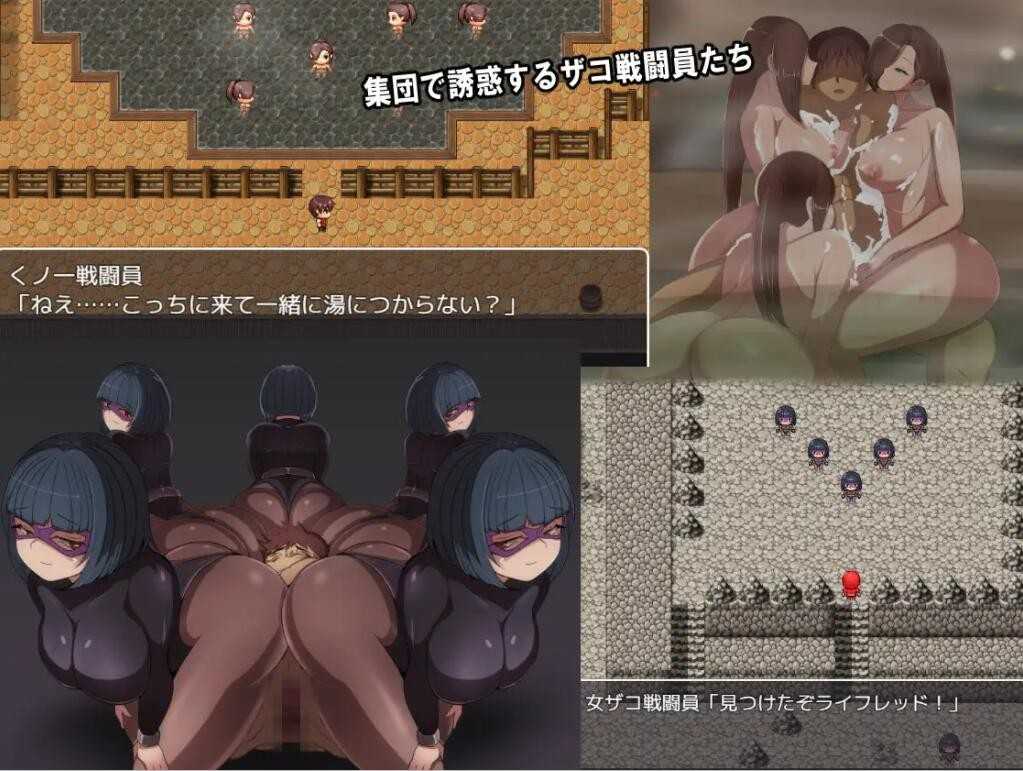 集団で誘惑するザコ戦闘員たち
くノ一戦闘員
「ねえ……こっちに来て一緒に湯につからない？」
女ザコ戦闘員「見つけたぞライフレッド！」